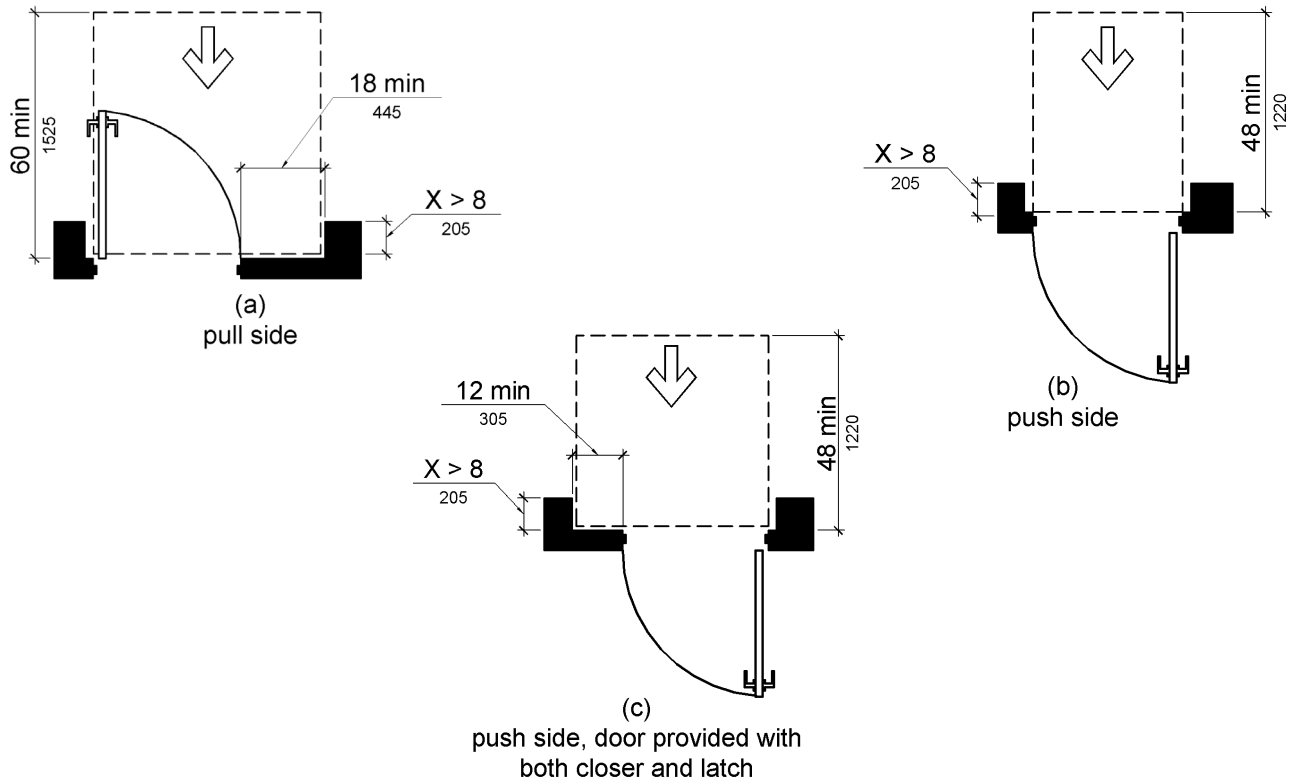 60 min
1525
18 min
445
X > 8
205
(a)
pull side
X > 8
205
48 min
1220
(b)
push side
12 min
305
X > 8
205
48 min
1220
(c)
push side, door provided with
both closer and latch